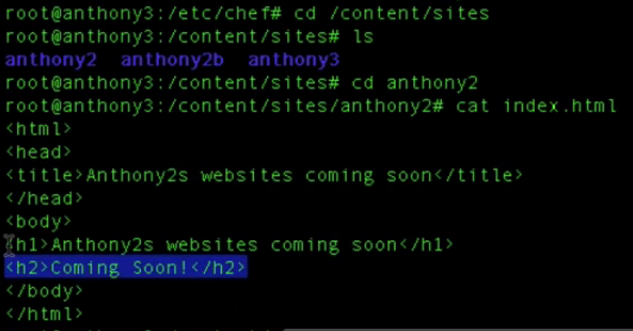 root@anthony3:/etc/chef# cd /content/sites
root@anthony3:/content/sites# ls
anthony2  anthony2b  anthony3
root@anthony3:/content/sites# cd anthony2
root@anthony3:/content/sites/anthony2# cat index.html
<html>
<head>
<title>Anthony2s websites coming soon</title>
</head>
<body>
<h1>Anthony2s websites coming soon</h1>
<h2>Coming Soon!</h2>
</body>
</html>